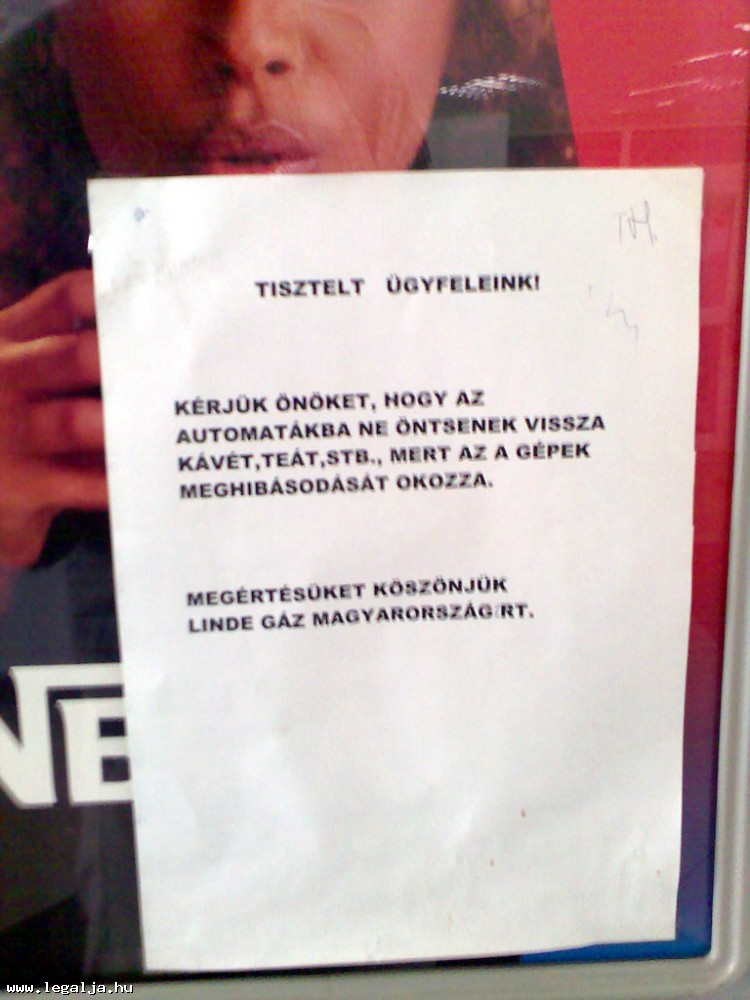 TISZTELT ÜGYFELEINK!
KÉRJÜK ÖNÖKET, HOGY AZ
AUTOMATÁKBA NE ÖNTSENEK VISSZA
KÁVÉT,TEÁT,STB., MERT AZ A GÉPEK
MEGHIBÁSODÁSÁT OKOZZA.
MEGÉRTÉSÜKET KÖSZÖNJÜK
LINDE GÁZ MAGYARORSZÁG RT.
www.legalja.hu